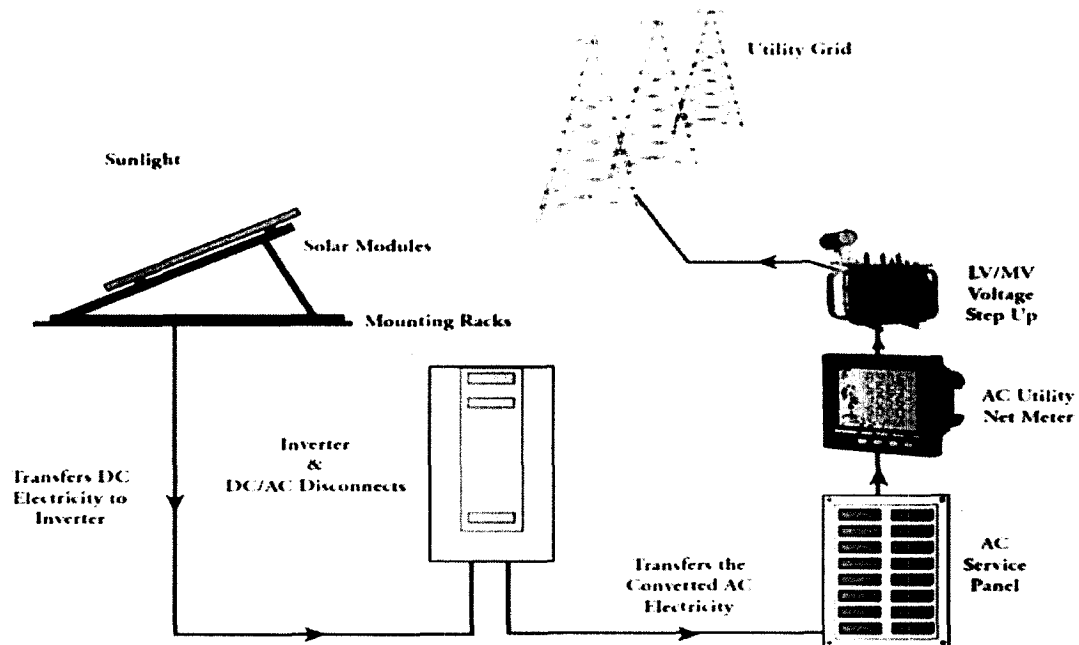 Utility Grid
Sunlight
Solar Modules
Mounting Racks
LV/MV
Voltage
Step Up
AC Utility
Net Meter
Inverter
&
DC/AC Disconnects
Transfers DC
Electricity to
Inverter
Transfers the
Converted AC
Electricity
AC
Service
Panel